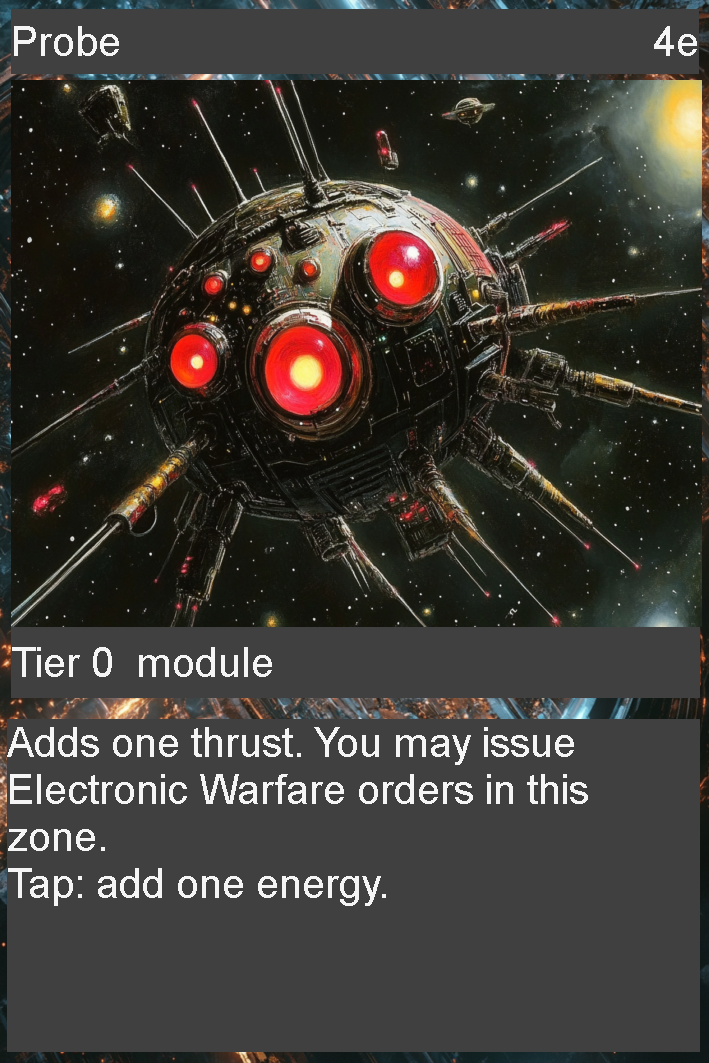 Probe 4e
Tier 0  module
Adds one thrust. You may issue
Electronic Warfare orders in this
zone.
Tap: add one energy.